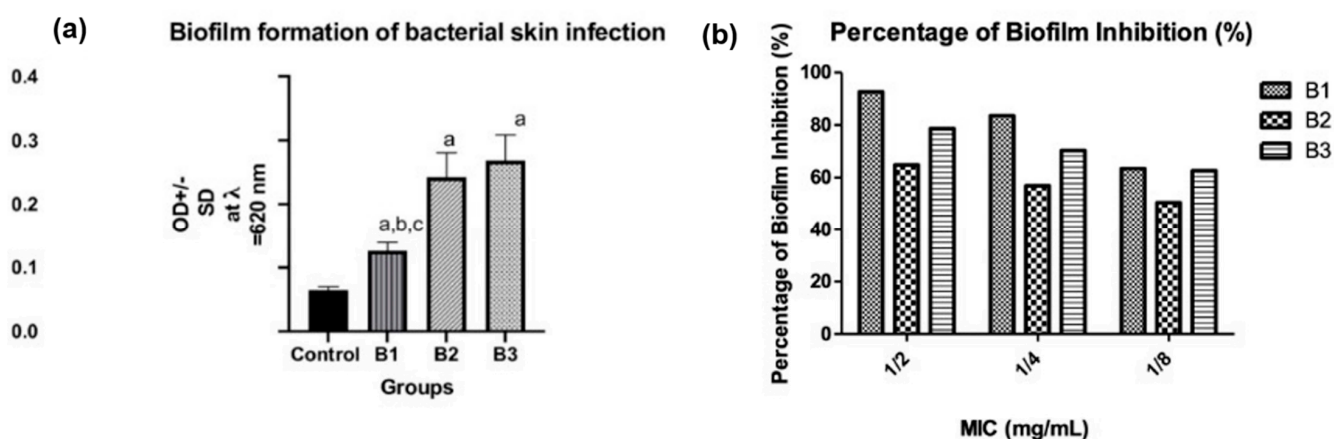 (a)
Biofilm formation of bacterial skin infection
0.4
0.3
0.2
0.1
0.0
OD+/-
SD
at λ
=620 nm
a,b,c
a
a
Control B1 B2 B3
Groups
(b)
Percentage of Biofilm Inhibition (%)
Percentage of Biofilm Inhibition (%)
100
80
60
40
20
0
1/2 1/4 1/8
MIC (mg/mL)
B1
B2
B3